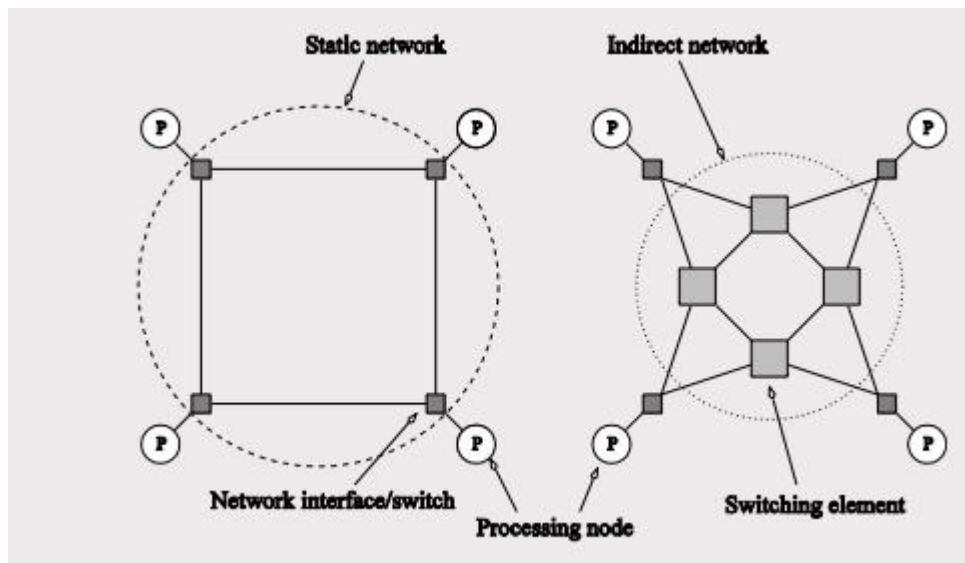 Static network
Indirect network
P
P
P
P
P
P
P
P
Network interface/switch
Switching element
Processing node